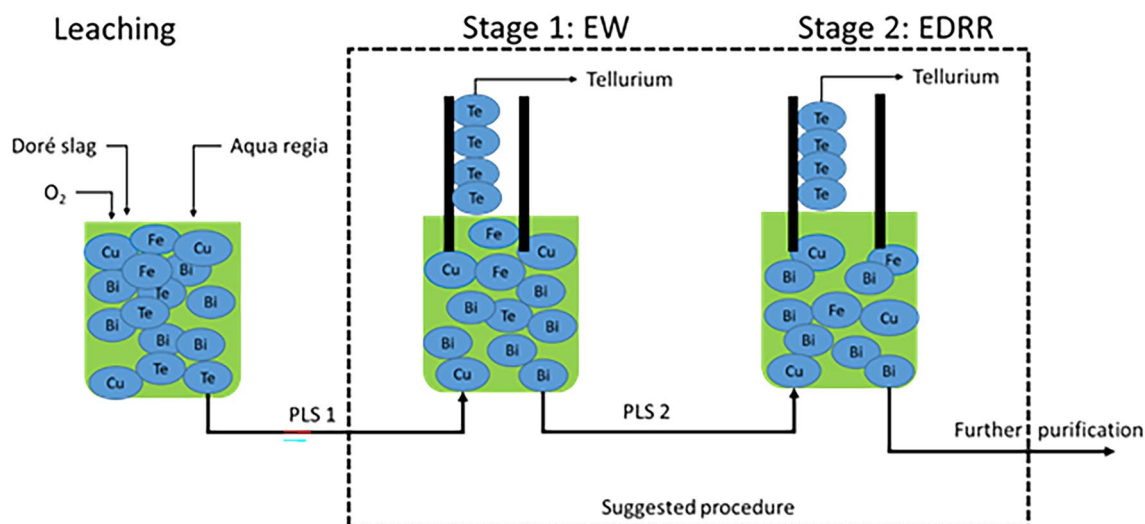 Leaching
Stage 1: EW
Stage 2: EDRR
Tellurium
Tellurium
Doré slag
Aqua regia
O₂
Cu
Fe
Cu
Bi
Fe
Bi
Te
Bi
Te
Bi
Bi
Bi
Cu
Te
Te
Te
Te
Te
Te
Fe
Cu
Cu
Fe
Bi
Bi
Te
Bi
Bi
Bi
Cu
Bi
Te
Te
Te
Te
Cu
Fe
Bi
Bi
Bi
Fe
Cu
Bi
Bi
Cu
Bi
PLS 1
PLS 2
Further purification
Suggested procedure